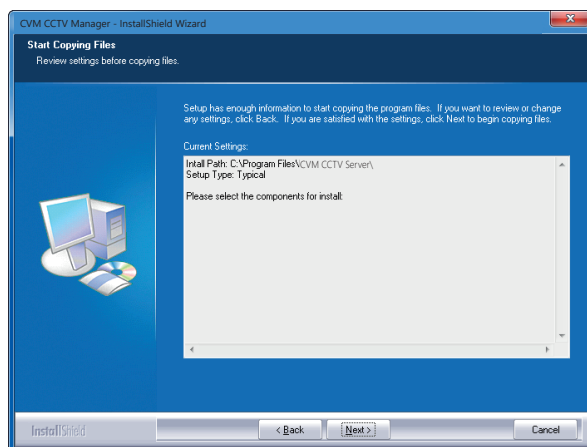 CVM CCTV Manager - InstallShield Wizard
Start Copying Files
Review settings before copying files.
Setup has enough information to start copying the program files. If you want to review or change
any settings, click Back. If you are satisfied with the settings, click Next to begin copying files.
Current Settings:
Intall Path: C:\Program Files\CVM CCTV Server\
Setup Type: Typical
Please select the components for install:
InstallShield
< Back
Next >
Cancel